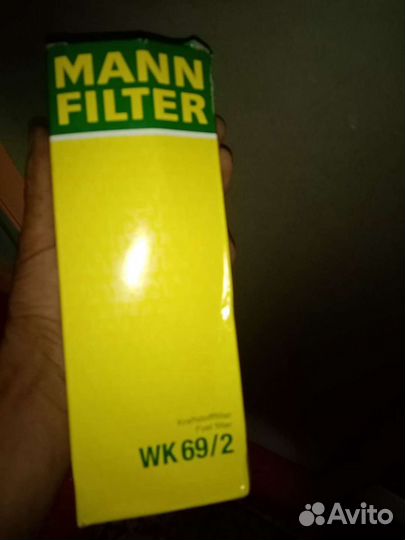 MANN
FILTER
Kraftstofffilter
Fuel filter
WK 69/2
Avito